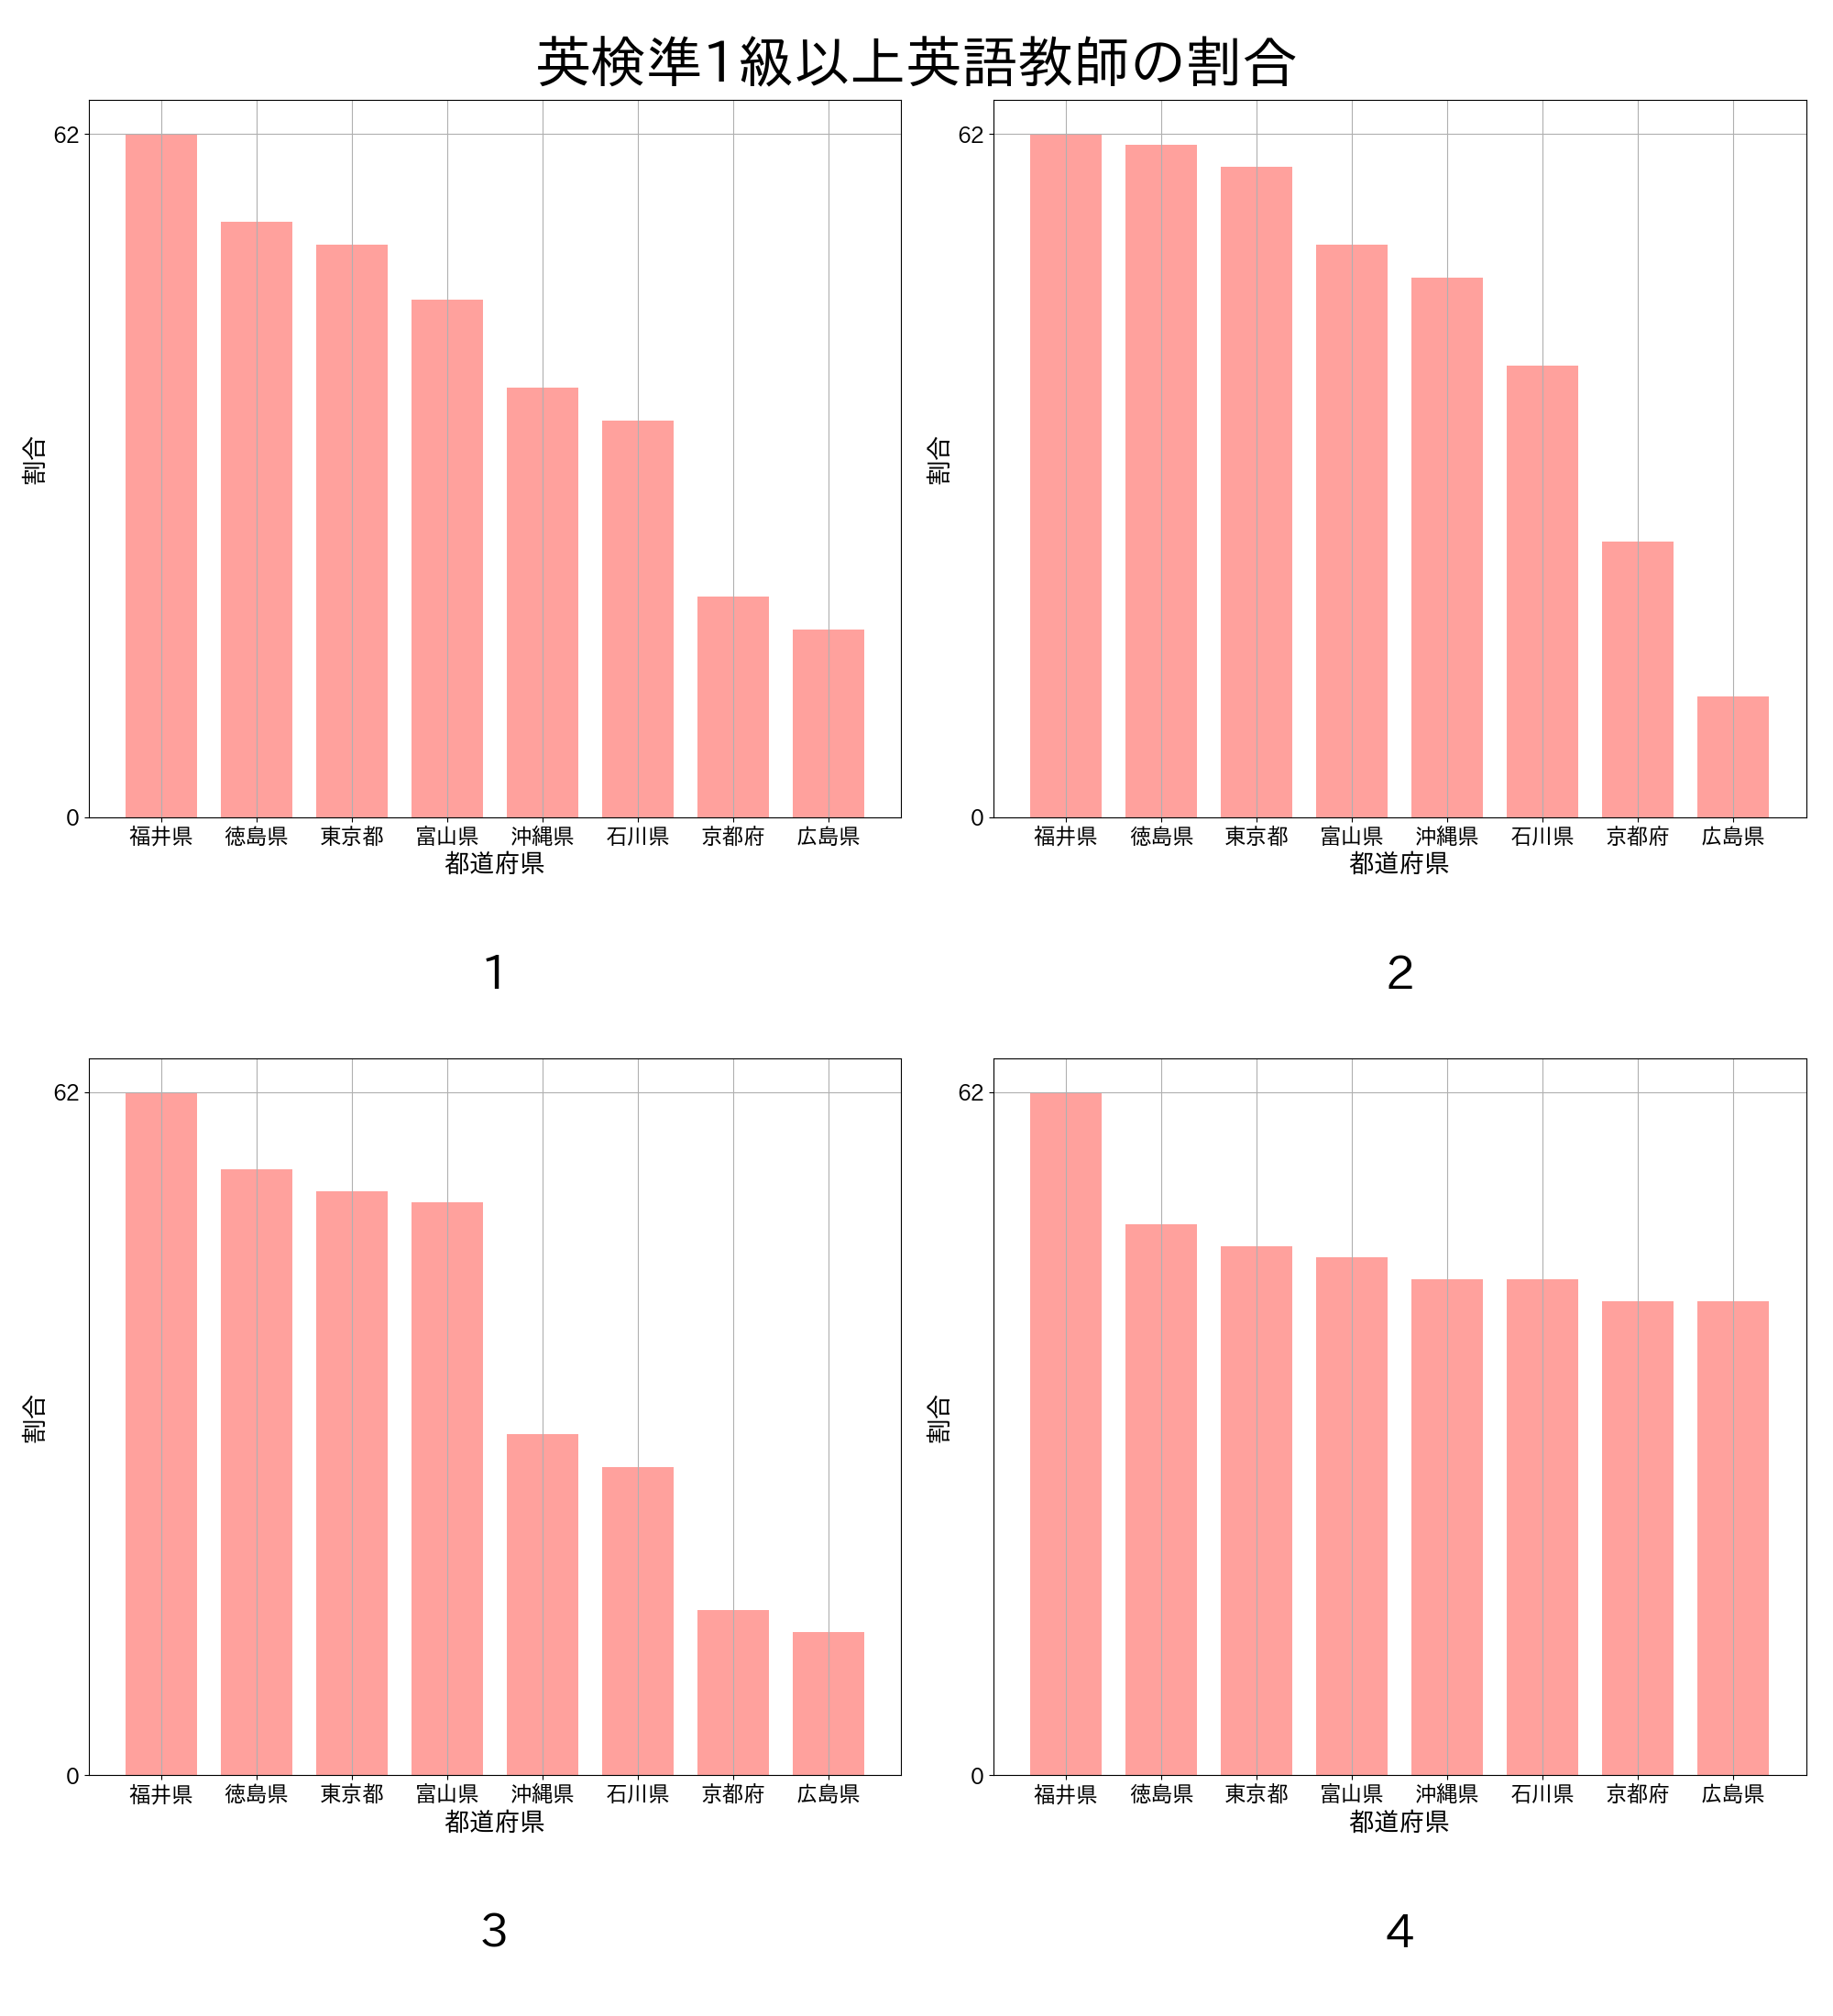 英検準1級以上英語教師の割合
62
0
割合
福井県 徳島県 東京都 富山県 沖縄県 石川県 京都府 広島県
都道府県
1
62
0
割合
福井県 徳島県 東京都 富山県 沖縄県 石川県 京都府 広島県
都道府県
2
62
0
割合
福井県 徳島県 東京都 富山県 沖縄県 石川県 京都府 広島県
都道府県
3
62
0
割合
福井県 徳島県 東京都 富山県 沖縄県 石川県 京都府 広島県
都道府県
4